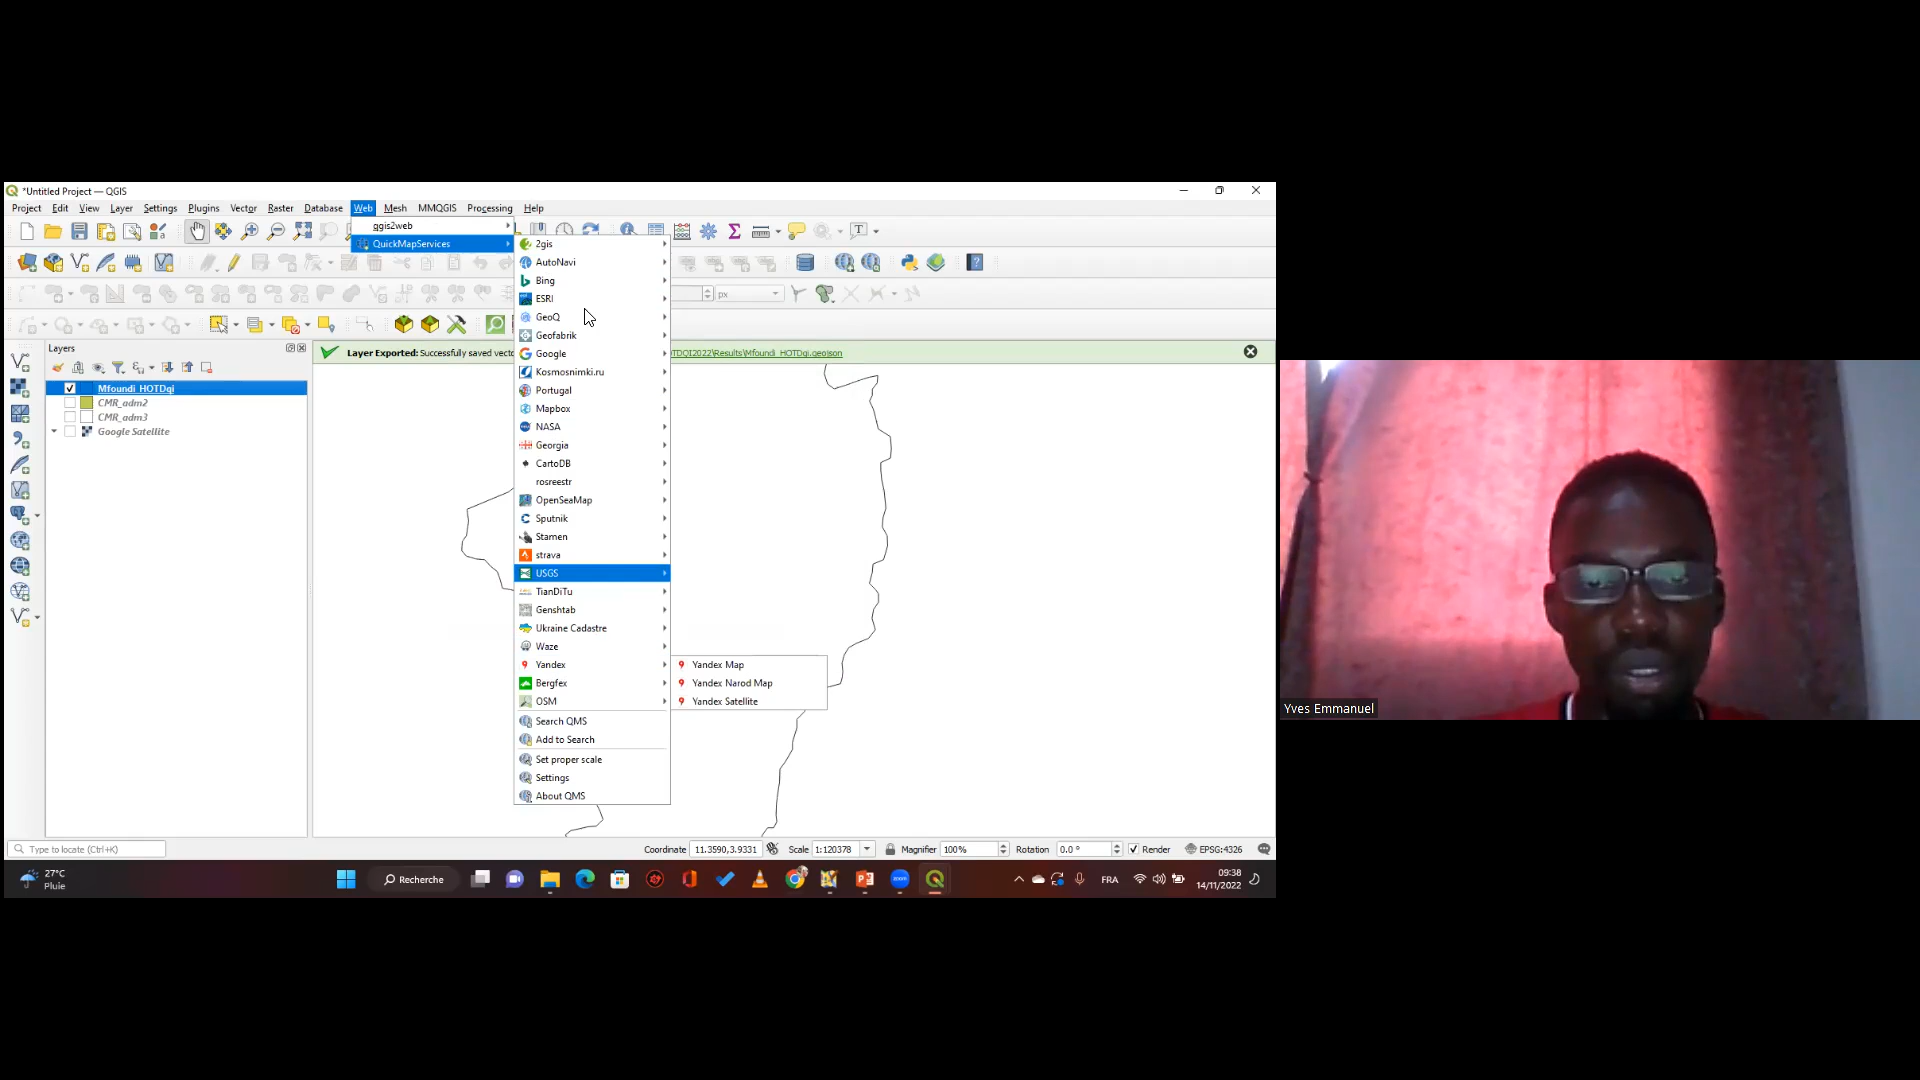 *Untitled Project — QGIS
Project Edit View Layer Settings Plugins Vector Raster Database Web Mesh MMQGIS Processing Help
qgis2web
QuickMapServices
2gis
AutoNavi
Bing
ESRI
GeoQ
Geofabrik
Google
Kosmosnimki.ru
Portugal
Mapbox
NASA
Georgia
CartoDB
rosreestr
OpenSeaMap
Sputnik
Stamen
strava
USGS
TianDiTu
Genshtab
Ukraine Cadastre
Waze
Yandex
Bergfex
OSM
Search QMS
Add to Search
Set proper scale
Settings
About QMS
Yandex Map
Yandex Narod Map
Yandex Satellite
px
Layers
Layer Exported: Successfully saved vecto
TDQI2022\Results\Mfoundi_HOTDqi.geojson
Mfoundi_HOTDqi
CMR_adm2
CMR_adm3
Google Satellite
Yves Emmanuel
Type to locate (Ctrl+K)
Coordinate 11.3590,3.9331 Scale 1:120378 Magnifier 100% Rotation 0.0 ° Render EPSG:4326
27°C
Pluie
Recherche
zoom
FRA
09:38
14/11/2022